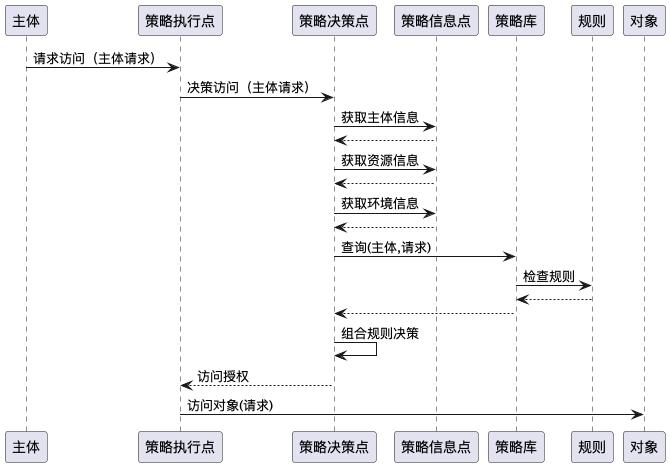 主体 策略执行点 策略决策点 策略信息点 策略库 规则 对象
请求访问（主体请求）
决策访问（主体请求）
获取主体信息
获取资源信息
获取环境信息
查询(主体,请求)
检查规则
组合规则决策
访问授权
访问对象(请求)
主体 策略执行点 策略决策点 策略信息点 策略库 规则 对象